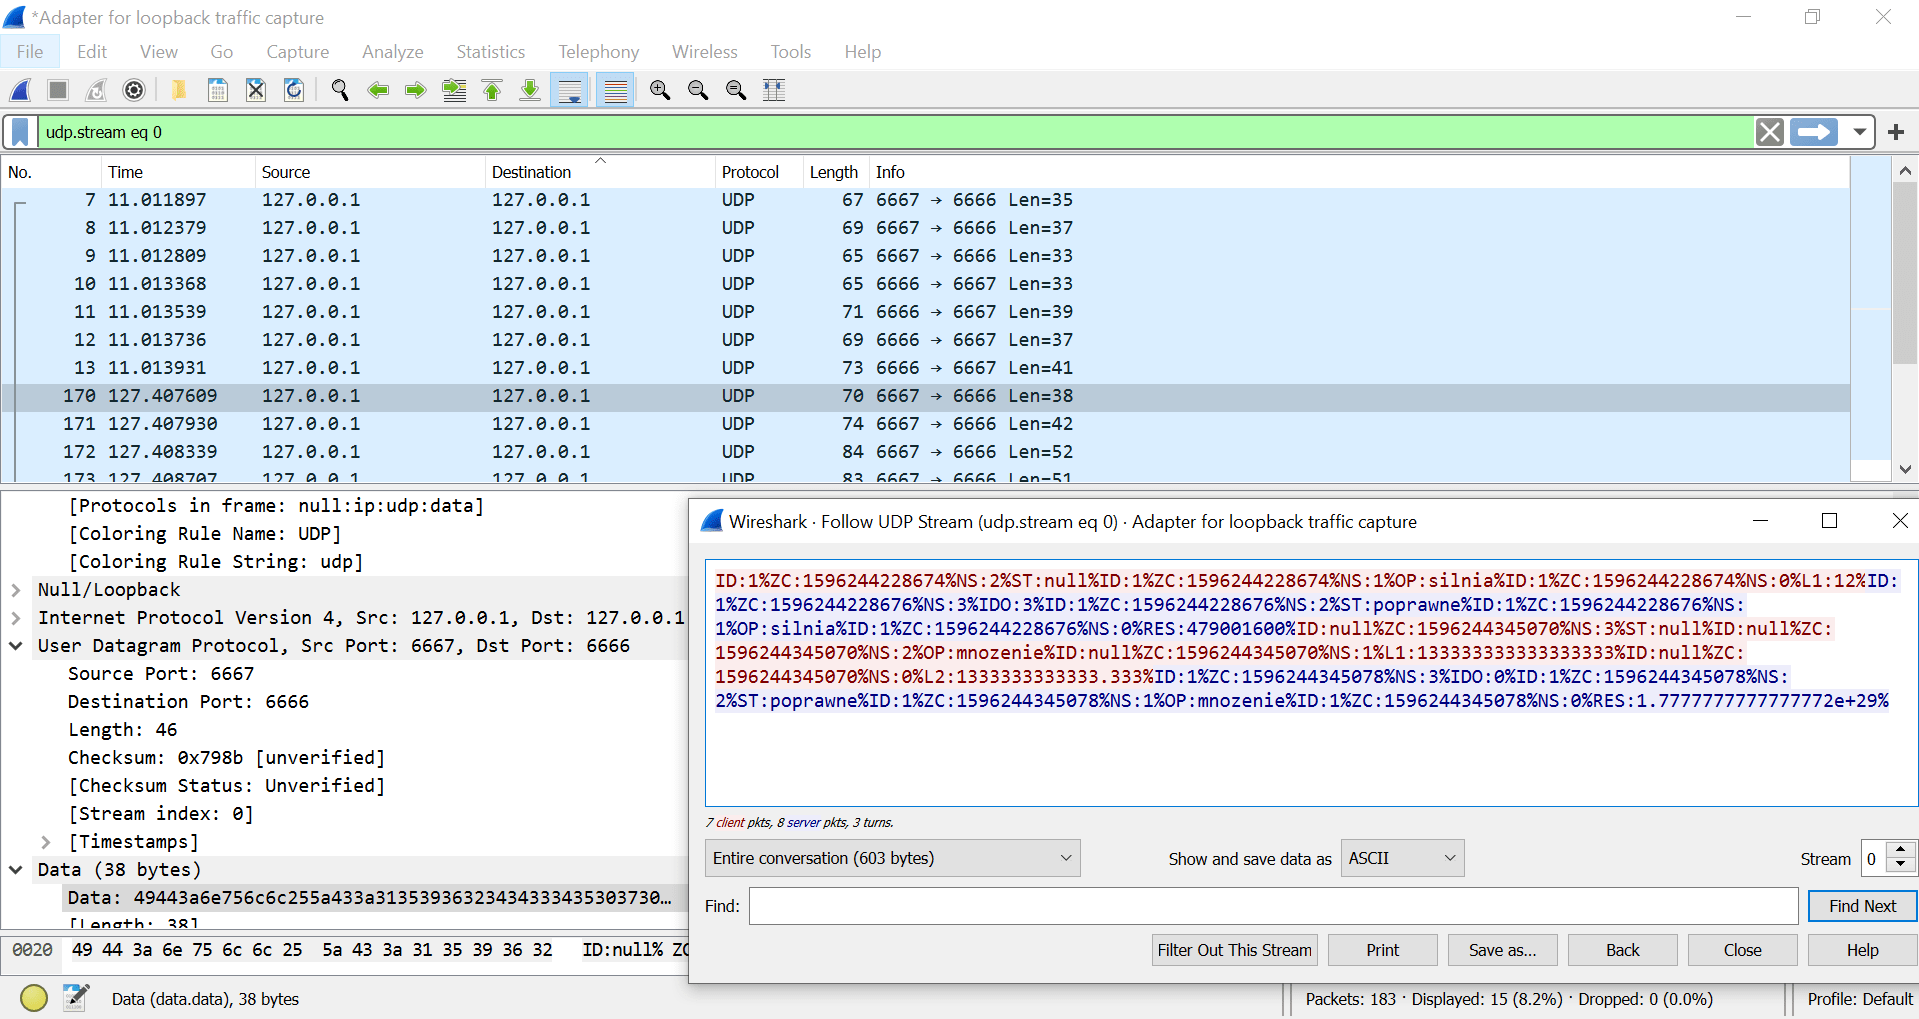 *Adapter for loopback traffic capture
File Edit View Go Capture Analyze Statistics Telephony Wireless Tools Help
udp.stream eq 0
No. Time Source Destination Protocol Length Info
7 11.011897 127.0.0.1 127.0.0.1 UDP 67 6667 → 6666 Len=35
8 11.012379 127.0.0.1 127.0.0.1 UDP 69 6667 → 6666 Len=37
9 11.012809 127.0.0.1 127.0.0.1 UDP 65 6667 → 6666 Len=33
10 11.013368 127.0.0.1 127.0.0.1 UDP 65 6666 → 6667 Len=33
11 11.013539 127.0.0.1 127.0.0.1 UDP 71 6666 → 6667 Len=39
12 11.013736 127.0.0.1 127.0.0.1 UDP 69 6666 → 6667 Len=37
13 11.013931 127.0.0.1 127.0.0.1 UDP 73 6666 → 6667 Len=41
170 127.407609 127.0.0.1 127.0.0.1 UDP 70 6667 → 6666 Len=38
171 127.407930 127.0.0.1 127.0.0.1 UDP 74 6667 → 6666 Len=42
172 127.408339 127.0.0.1 127.0.0.1 UDP 84 6667 → 6666 Len=52
173 127.408707 127.0.0.1 127.0.0.1 UDP 83 6667 → 6666 Len=51
[Protocols in frame: null:ip:udp:data]
[Coloring Rule Name: UDP]
[Coloring Rule String: udp]
Null/Loopback
Internet Protocol Version 4, Src: 127.0.0.1, Dst: 127.0.0.1
User Datagram Protocol, Src Port: 6667, Dst Port: 6666
Source Port: 6667
Destination Port: 6666
Length: 46
Checksum: 0x798b [unverified]
[Checksum Status: Unverified]
[Stream index: 0]
[Timestamps]
Data (38 bytes)
Data: 49443a6e756c6c255a433a31353936323434333435303730…
[Length: 38]
0020 49 44 3a 6e 75 6c 6c 25 5a 43 3a 31 35 39 36 32 ID:null% ZC
Wireshark · Follow UDP Stream (udp.stream eq 0) · Adapter for loopback traffic capture
ID:1%ZC:1596244228674%NS:2%ST:null%ID:1%ZC:1596244228674%NS:1%OP:silnia%ID:1%ZC:1596244228674%NS:0%L1:12%ID:
1%ZC:1596244228676%NS:3%IDO:3%ID:1%ZC:1596244228676%NS:2%ST:poprawne%ID:1%ZC:1596244228676%NS:
1%OP:silnia%ID:1%ZC:1596244228676%NS:0%RES:479001600%ID:null%ZC:1596244345070%NS:3%ST:null%ID:null%ZC:
1596244345070%NS:2%OP:mnozenie%ID:null%ZC:1596244345070%NS:1%L1:133333333333333333%ID:null%ZC:
1596244345070%NS:0%L2:1333333333333.333%ID:1%ZC:1596244345078%NS:3%IDO:0%ID:1%ZC:1596244345078%NS:
2%ST:poprawne%ID:1%ZC:1596244345078%NS:1%OP:mnozenie%ID:1%ZC:1596244345078%NS:0%RES:1.7777777777777772e+29%
7 client pkts, 8 server pkts, 3 turns.
Entire conversation (603 bytes) Show and save data as ASCII Stream 0
Find: Find Next
Filter Out This Stream Print Save as... Back Close Help
Data (data.data), 38 bytes Packets: 183 · Displayed: 15 (8.2%) · Dropped: 0 (0.0%) Profile: Default